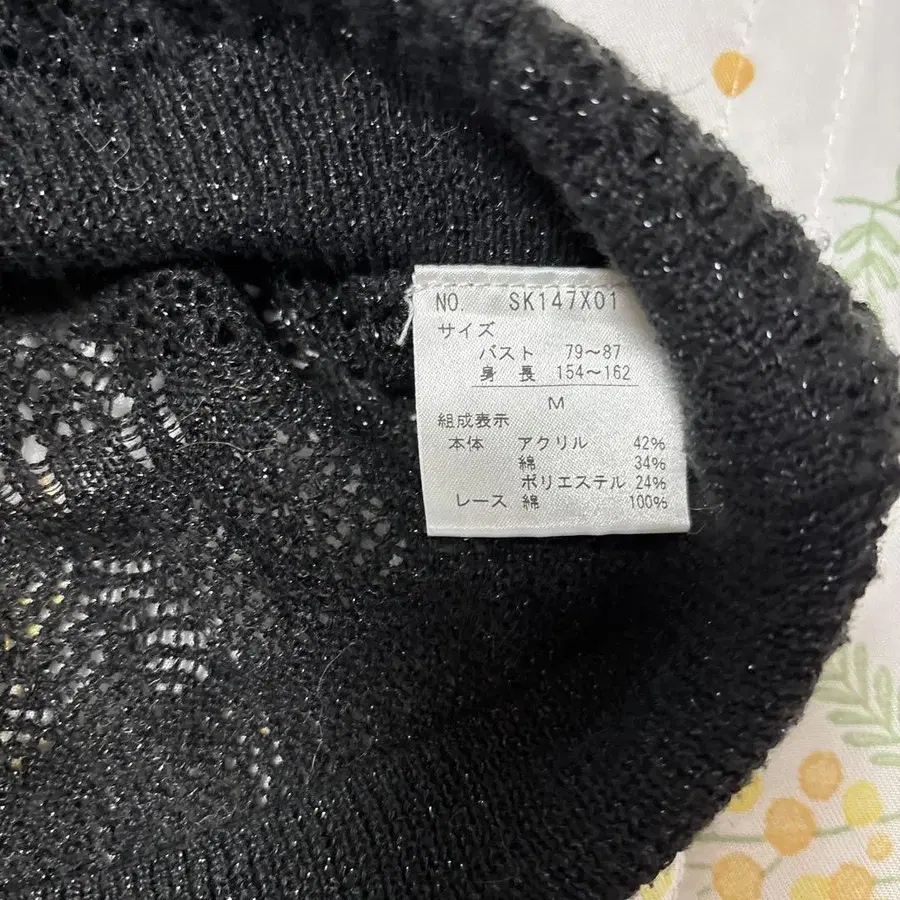 NO. SK147X01
サイズ
バスト 79～87
身長 154～162
M
組成表示
本体 アクリル 42%
綿 34%
ポリエステル 24%
レース 綿 100%